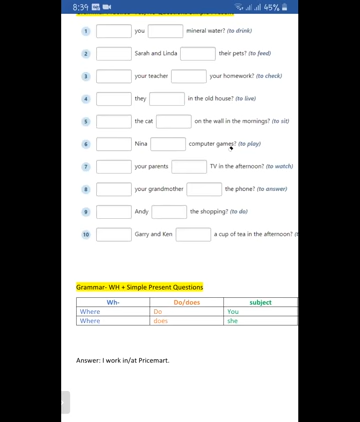 8:39 45%
1 you mineral water? (to drink)
2 Sarah and Linda their pets? (to feed)
3 your teacher your homework? (to check)
4 they in the old house? (to live)
5 the cat on the wall in the mornings? (to sit)
6 Nina computer games? (to play)
7 your parents TV in the afternoon? (to watch)
8 your grandmother the phone? (to answer)
9 Andy the shopping? (to do)
10 Garry and Ken a cup of tea in the afternoon?
Grammar- WH + Simple Present Questions
Wh- Do/does subject
Where Do You
Where does she
Answer: I work in/at Pricemart.